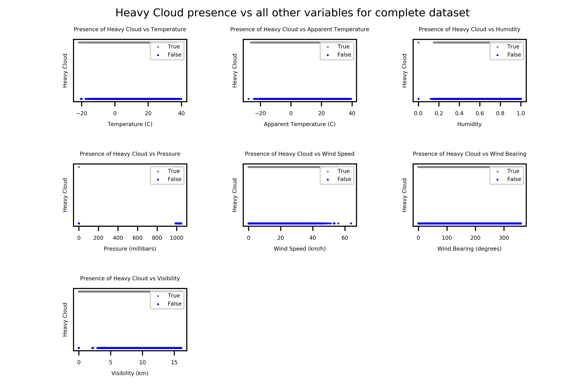 Heavy Cloud presence vs all other variables for complete dataset
Presence of Heavy Cloud vs Temperature
Heavy Cloud
True
False
−20 0 20 40
Temperature (C)
Presence of Heavy Cloud vs Apparent Temperature
Heavy Cloud
True
False
−20 0 20 40
Apparent Temperature (C)
Presence of Heavy Cloud vs Humidity
Heavy Cloud
True
False
0.0 0.2 0.4 0.6 0.8 1.0
Humidity
Presence of Heavy Cloud vs Pressure
Heavy Cloud
True
False
0 200 400 600 800 1000
Pressure (millibars)
Presence of Heavy Cloud vs Wind Speed
Heavy Cloud
True
False
0 20 40 60
Wind Speed (km/h)
Presence of Heavy Cloud vs Wind Bearing
Heavy Cloud
True
False
0 100 200 300
Wind Bearing (degrees)
Presence of Heavy Cloud vs Visibility
Heavy Cloud
True
False
0 5 10 15
Visibility (km)